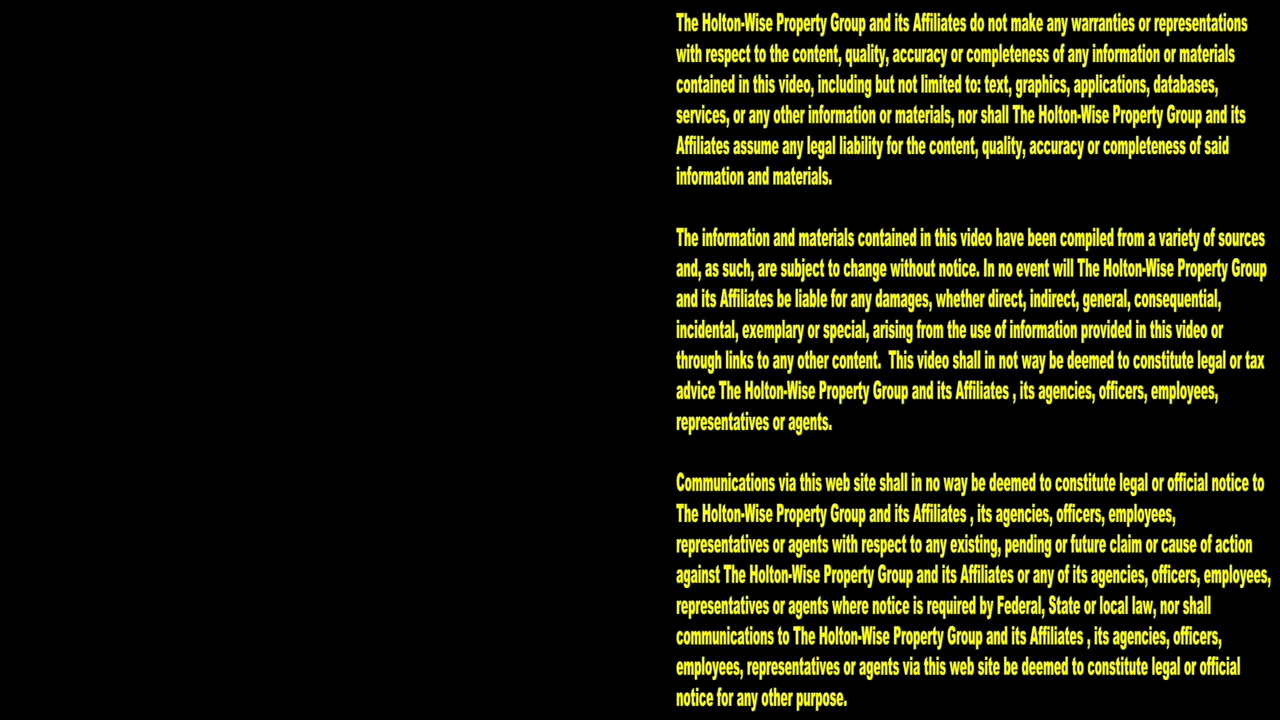 The Holton-Wise Property Group and its Affiliates do not make any warranties or representations
with respect to the content, quality, accuracy or completeness of any information or materials
contained in this video, including but not limited to: text, graphics, applications, databases,
services, or any other information or materials, nor shall The Holton-Wise Property Group and its
Affiliates assume any legal liability for the content, quality, accuracy or completeness of said
information and materials.
The information and materials contained in this video have been compiled from a variety of sources
and, as such, are subject to change without notice. In no event will The Holton-Wise Property Group
and its Affiliates be liable for any damages, whether direct, indirect, general, consequential,
incidental, exemplary or special, arising from the use of information provided in this video or
through links to any other content.  This video shall in not way be deemed to constitute legal or tax
advice The Holton-Wise Property Group and its Affiliates , its agencies, officers, employees,
representatives or agents.
Communications via this web site shall in no way be deemed to constitute legal or official notice to
The Holton-Wise Property Group and its Affiliates , its agencies, officers, employees,
representatives or agents with respect to any existing, pending or future claim or cause of action
against The Holton-Wise Property Group and its Affiliates or any of its agencies, officers, employees,
representatives or agents where notice is required by Federal, State or local law, nor shall
communications to The Holton-Wise Property Group and its Affiliates , its agencies, officers,
employees, representatives or agents via this web site be deemed to constitute legal or official
notice for any other purpose.